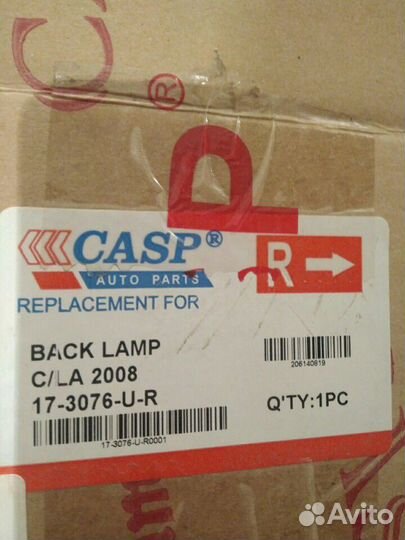 CASP®
AUTO PARTS
R
REPLACEMENT FOR
BACK LAMP
C/LA 2008
17-3076-U-R
206140819
Q'TY:1PC
17-3076-U-R0001
Avito